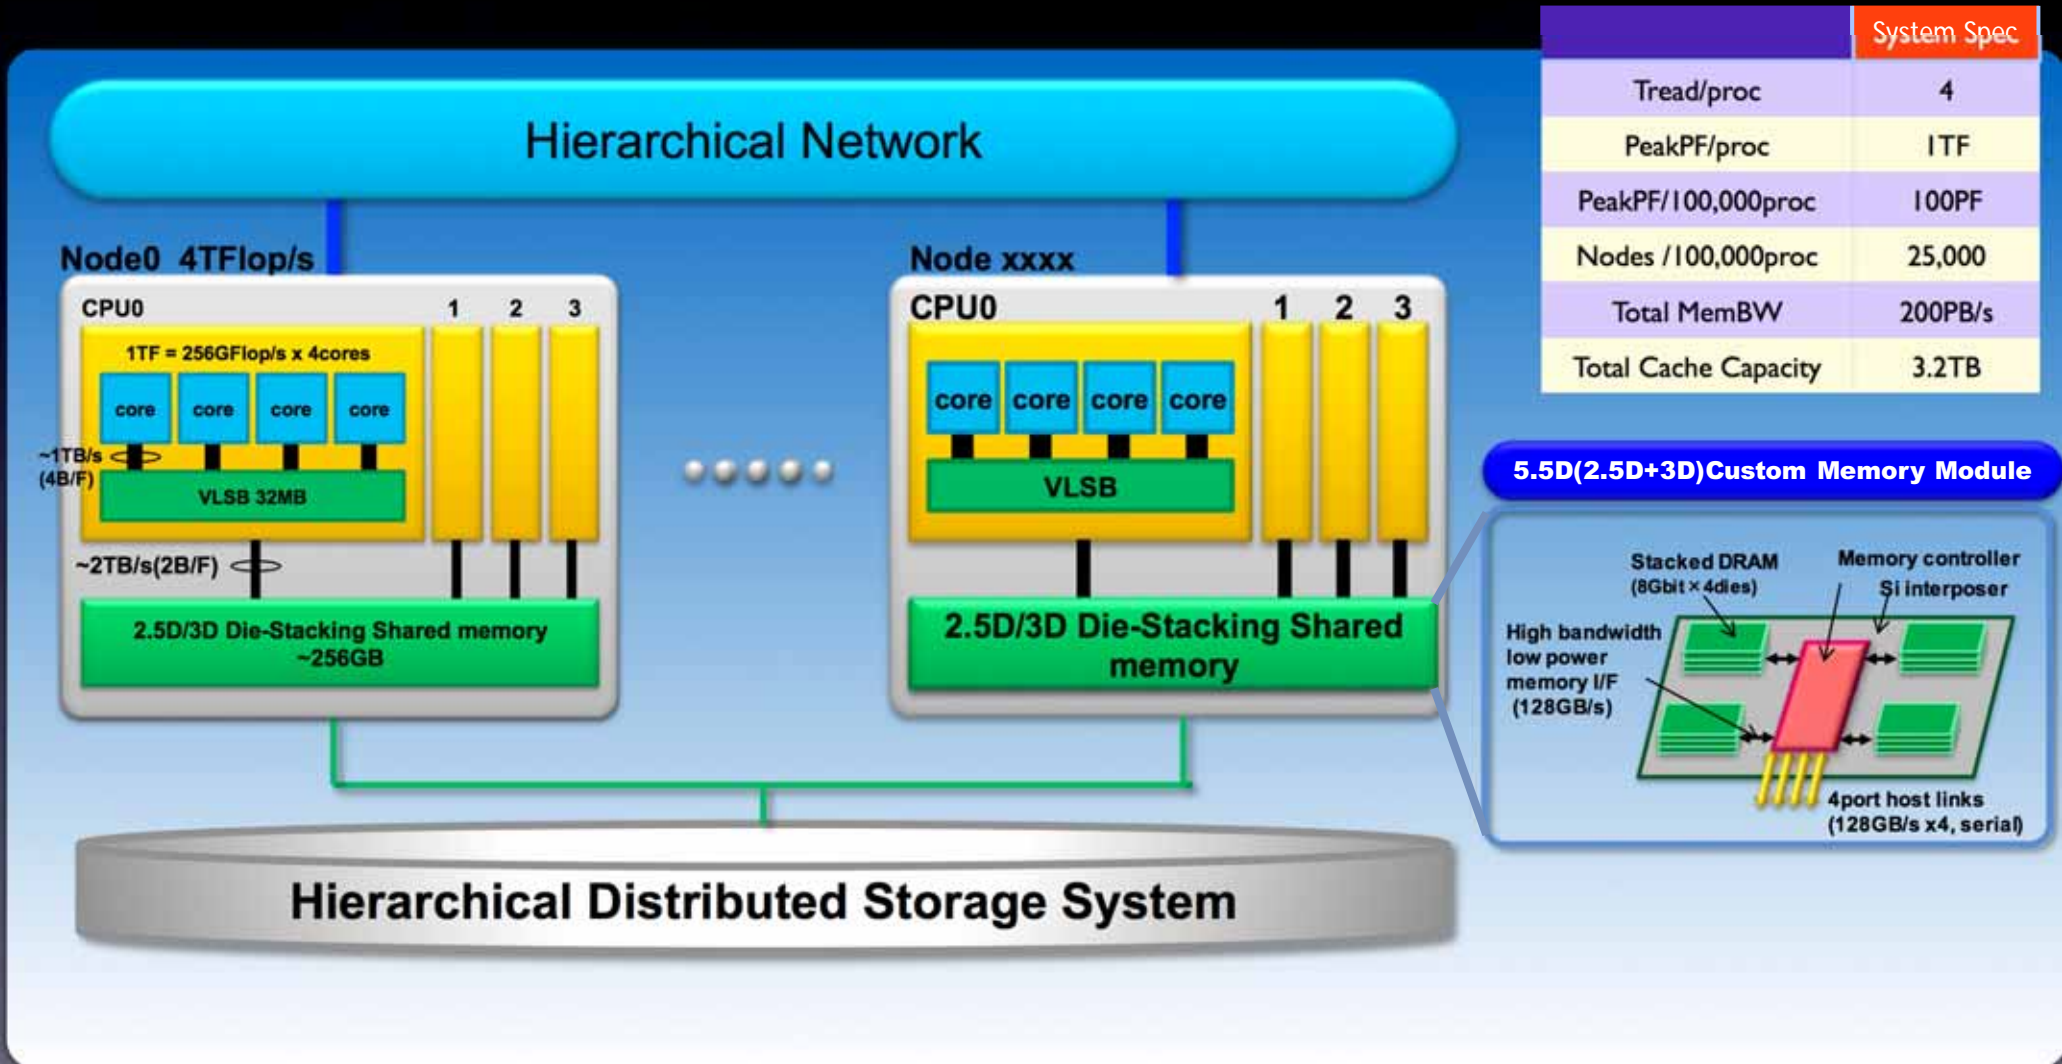 System Spec
Tread/proc 4
PeakPF/proc 1TF
PeakPF/100,000proc 100PF
Nodes /100,000proc 25,000
Total MemBW 200PB/s
Total Cache Capacity 3.2TB
Hierarchical Network
Node0 4TFlop/s
CPU0 1 2 3
1TF = 256GFlop/s x 4cores
core core core core
~1TB/s
(4B/F)
VLSB 32MB
~2TB/s(2B/F)
2.5D/3D Die-Stacking Shared memory
~256GB
Node xxxx
CPU0 1 2 3
core core core core
VLSB
2.5D/3D Die-Stacking Shared
memory
5.5D(2.5D+3D)Custom Memory Module
Stacked DRAM
(8Gbit×4dies)
Memory controller
Si interposer
High bandwidth
low power
memory I/F
(128GB/s)
4port host links
(128GB/s x4, serial)
Hierarchical Distributed Storage System